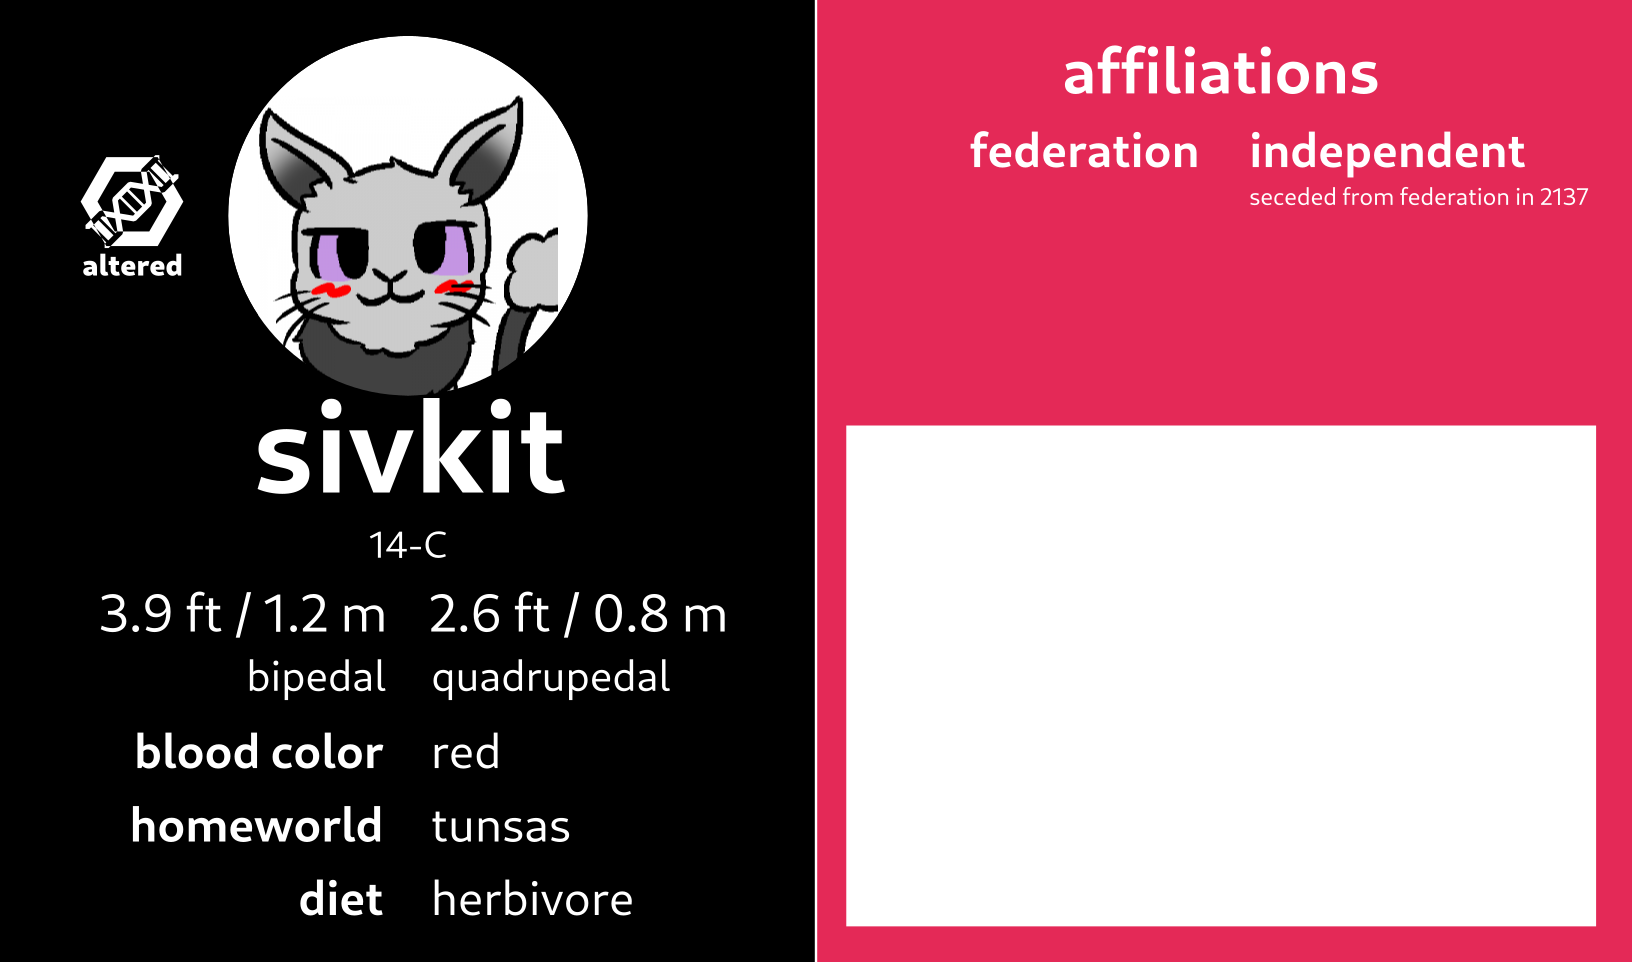 altered
sivkit
14-C
3.9 ft / 1.2 m 2.6 ft / 0.8 m
bipedal quadrupedal
blood color red
homeworld tunsas
diet herbivore
affiliations
federation independent
seceded from federation in 2137